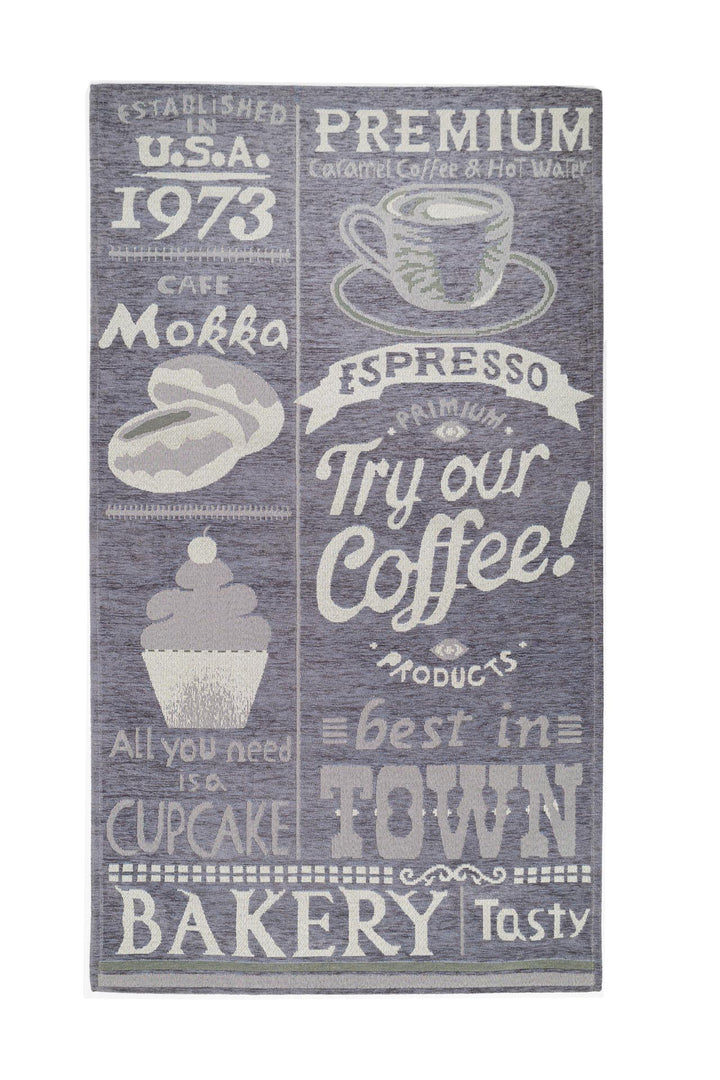 ESTABLISHED
IN
U.S.A.
1973
CAFE
Mokka
All you need
is a
CUPCAKE
PREMIUM
Caramel Coffee & Hot Water
ESPRESSO
PRIMIUM
Try our
Coffee!
PRODUCTS
best in
TOWN
BAKERY
Tasty